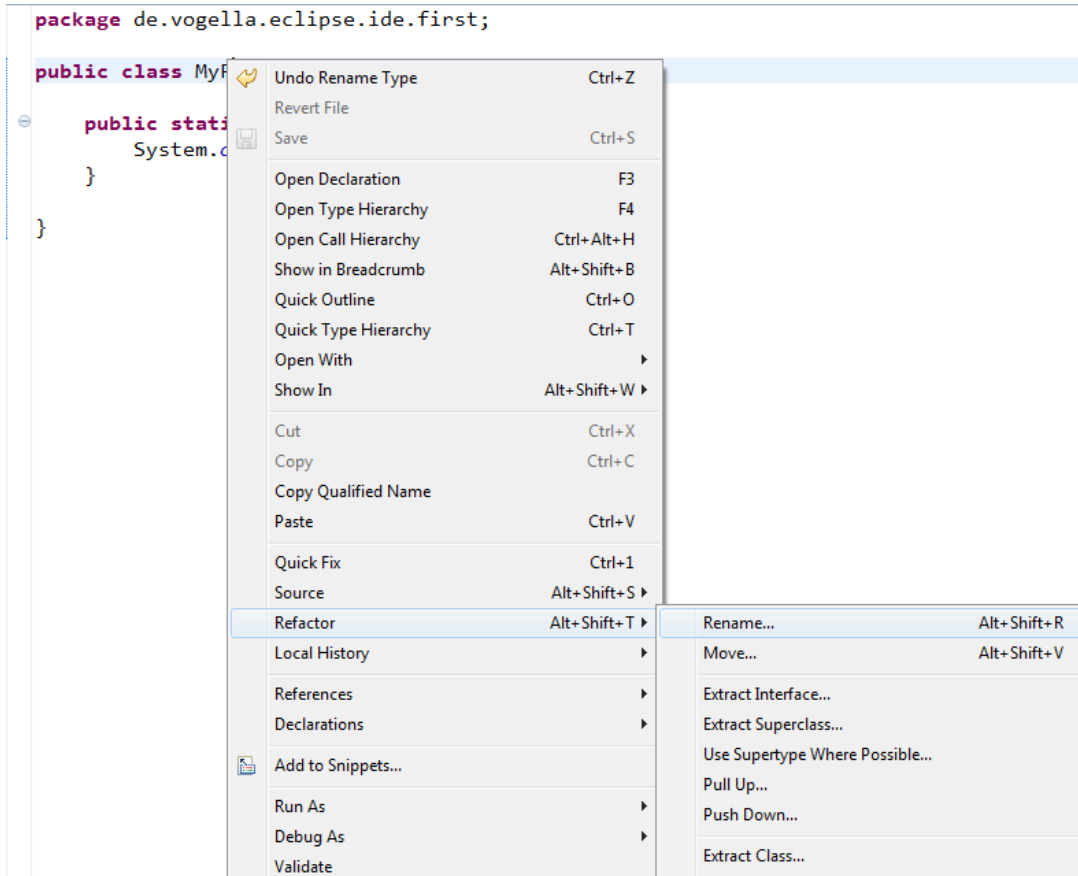 package de.vogella.eclipse.ide.first;
public class
public
System.
}
}
Undo Rename Type Ctrl+Z
Revert File
Save Ctrl+S
Open Declaration F3
Open Type Hierarchy F4
Open Call Hierarchy Ctrl+Alt+H
Show in Breadcrumb Alt+Shift+B
Quick Outline Ctrl+O
Quick Type Hierarchy Ctrl+T
Open With
Show In Alt+Shift+W
Cut Ctrl+X
Copy Ctrl+C
Copy Qualified Name
Paste Ctrl+V
Quick Fix Ctrl+1
Source Alt+Shift+S
Refactor Alt+Shift+T
Local History
References
Declarations
Add to Snippets...
Run As
Debug As
Validate
Rename... Alt+Shift+R
Move... Alt+Shift+V
Extract Interface...
Extract Superclass...
Use Supertype Where Possible...
Pull Up...
Push Down...
Extract Class...